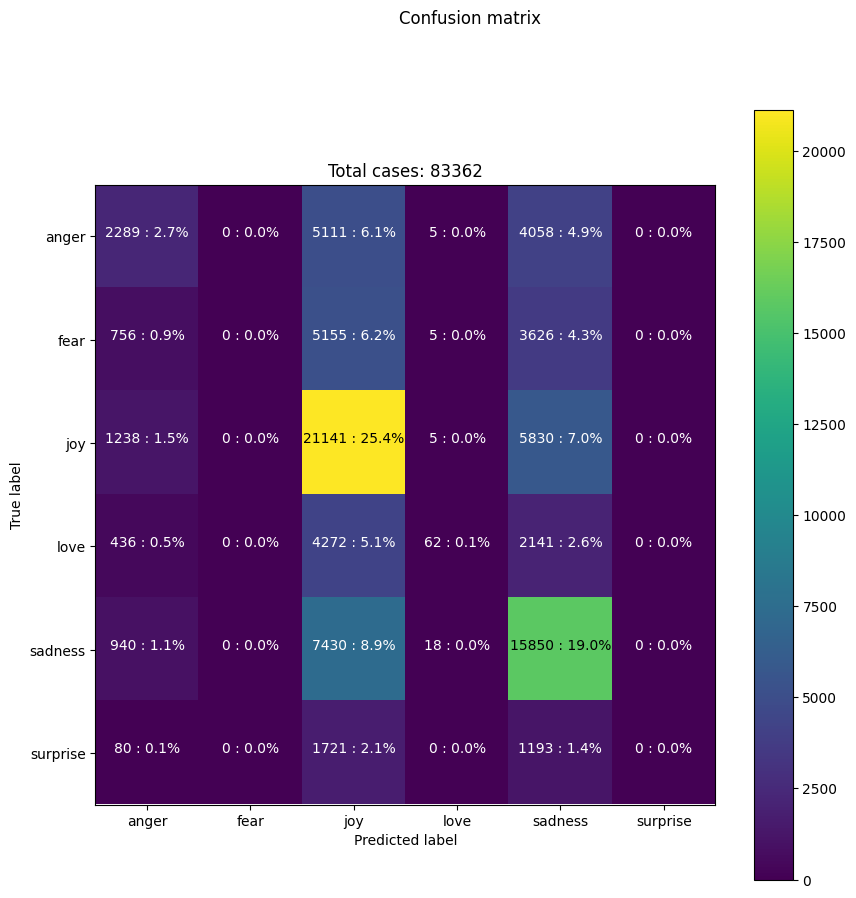 Confusion matrix
Total cases: 83362
anger 2289 : 2.7% 0 : 0.0% 5111 : 6.1% 5 : 0.0% 4058 : 4.9% 0 : 0.0%
fear 756 : 0.9% 0 : 0.0% 5155 : 6.2% 5 : 0.0% 3626 : 4.3% 0 : 0.0%
joy 1238 : 1.5% 0 : 0.0% 21141 : 25.4% 5 : 0.0% 5830 : 7.0% 0 : 0.0%
love 436 : 0.5% 0 : 0.0% 4272 : 5.1% 62 : 0.1% 2141 : 2.6% 0 : 0.0%
sadness 940 : 1.1% 0 : 0.0% 7430 : 8.9% 18 : 0.0% 15850 : 19.0% 0 : 0.0%
surprise 80 : 0.1% 0 : 0.0% 1721 : 2.1% 0 : 0.0% 1193 : 1.4% 0 : 0.0%
anger fear joy love sadness surprise
Predicted label
True label
20000
17500
15000
12500
10000
7500
5000
2500
0